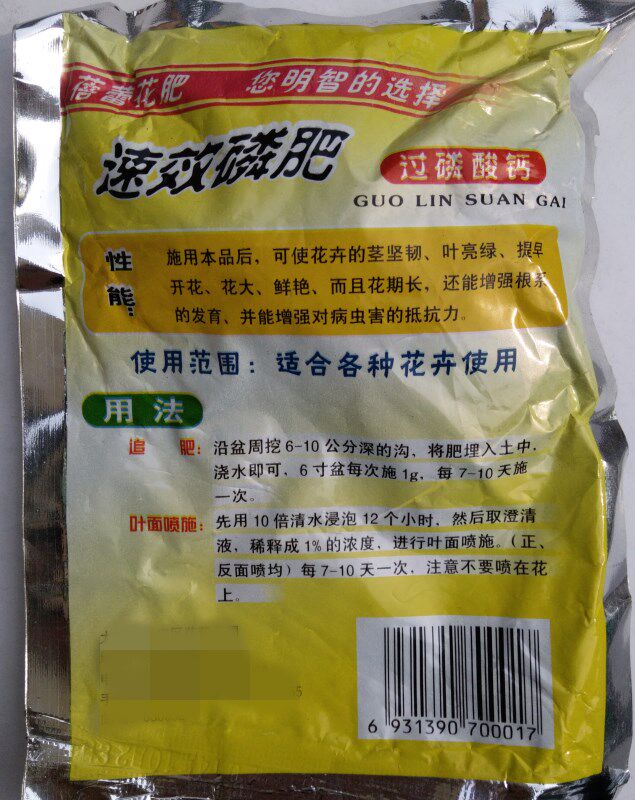 蓓蕾花肥 您明智的选择
速效磷肥
过磷酸钙
GUO LIN SUAN GAI
性能:
施用本品后，可使花卉的茎坚韧、叶亮绿、提早
开花、花大、鲜艳、而且花期长，还能增强根系
的发育、并能增强对病虫害的抵抗力。
使用范围：适合各种花卉使用
用法
追 肥：沿盆周挖6-10公分深的沟，将肥埋入土中，
浇水即可，6寸盆每次施1g，每7-10天施
一次。
叶面喷施：先用10倍清水浸泡12个小时，然后取澄清
液，稀释成1%的浓度，进行叶面喷施。（正、
反面喷均）每7-10天一次，注意不要喷在花
上。
6 931390 700017